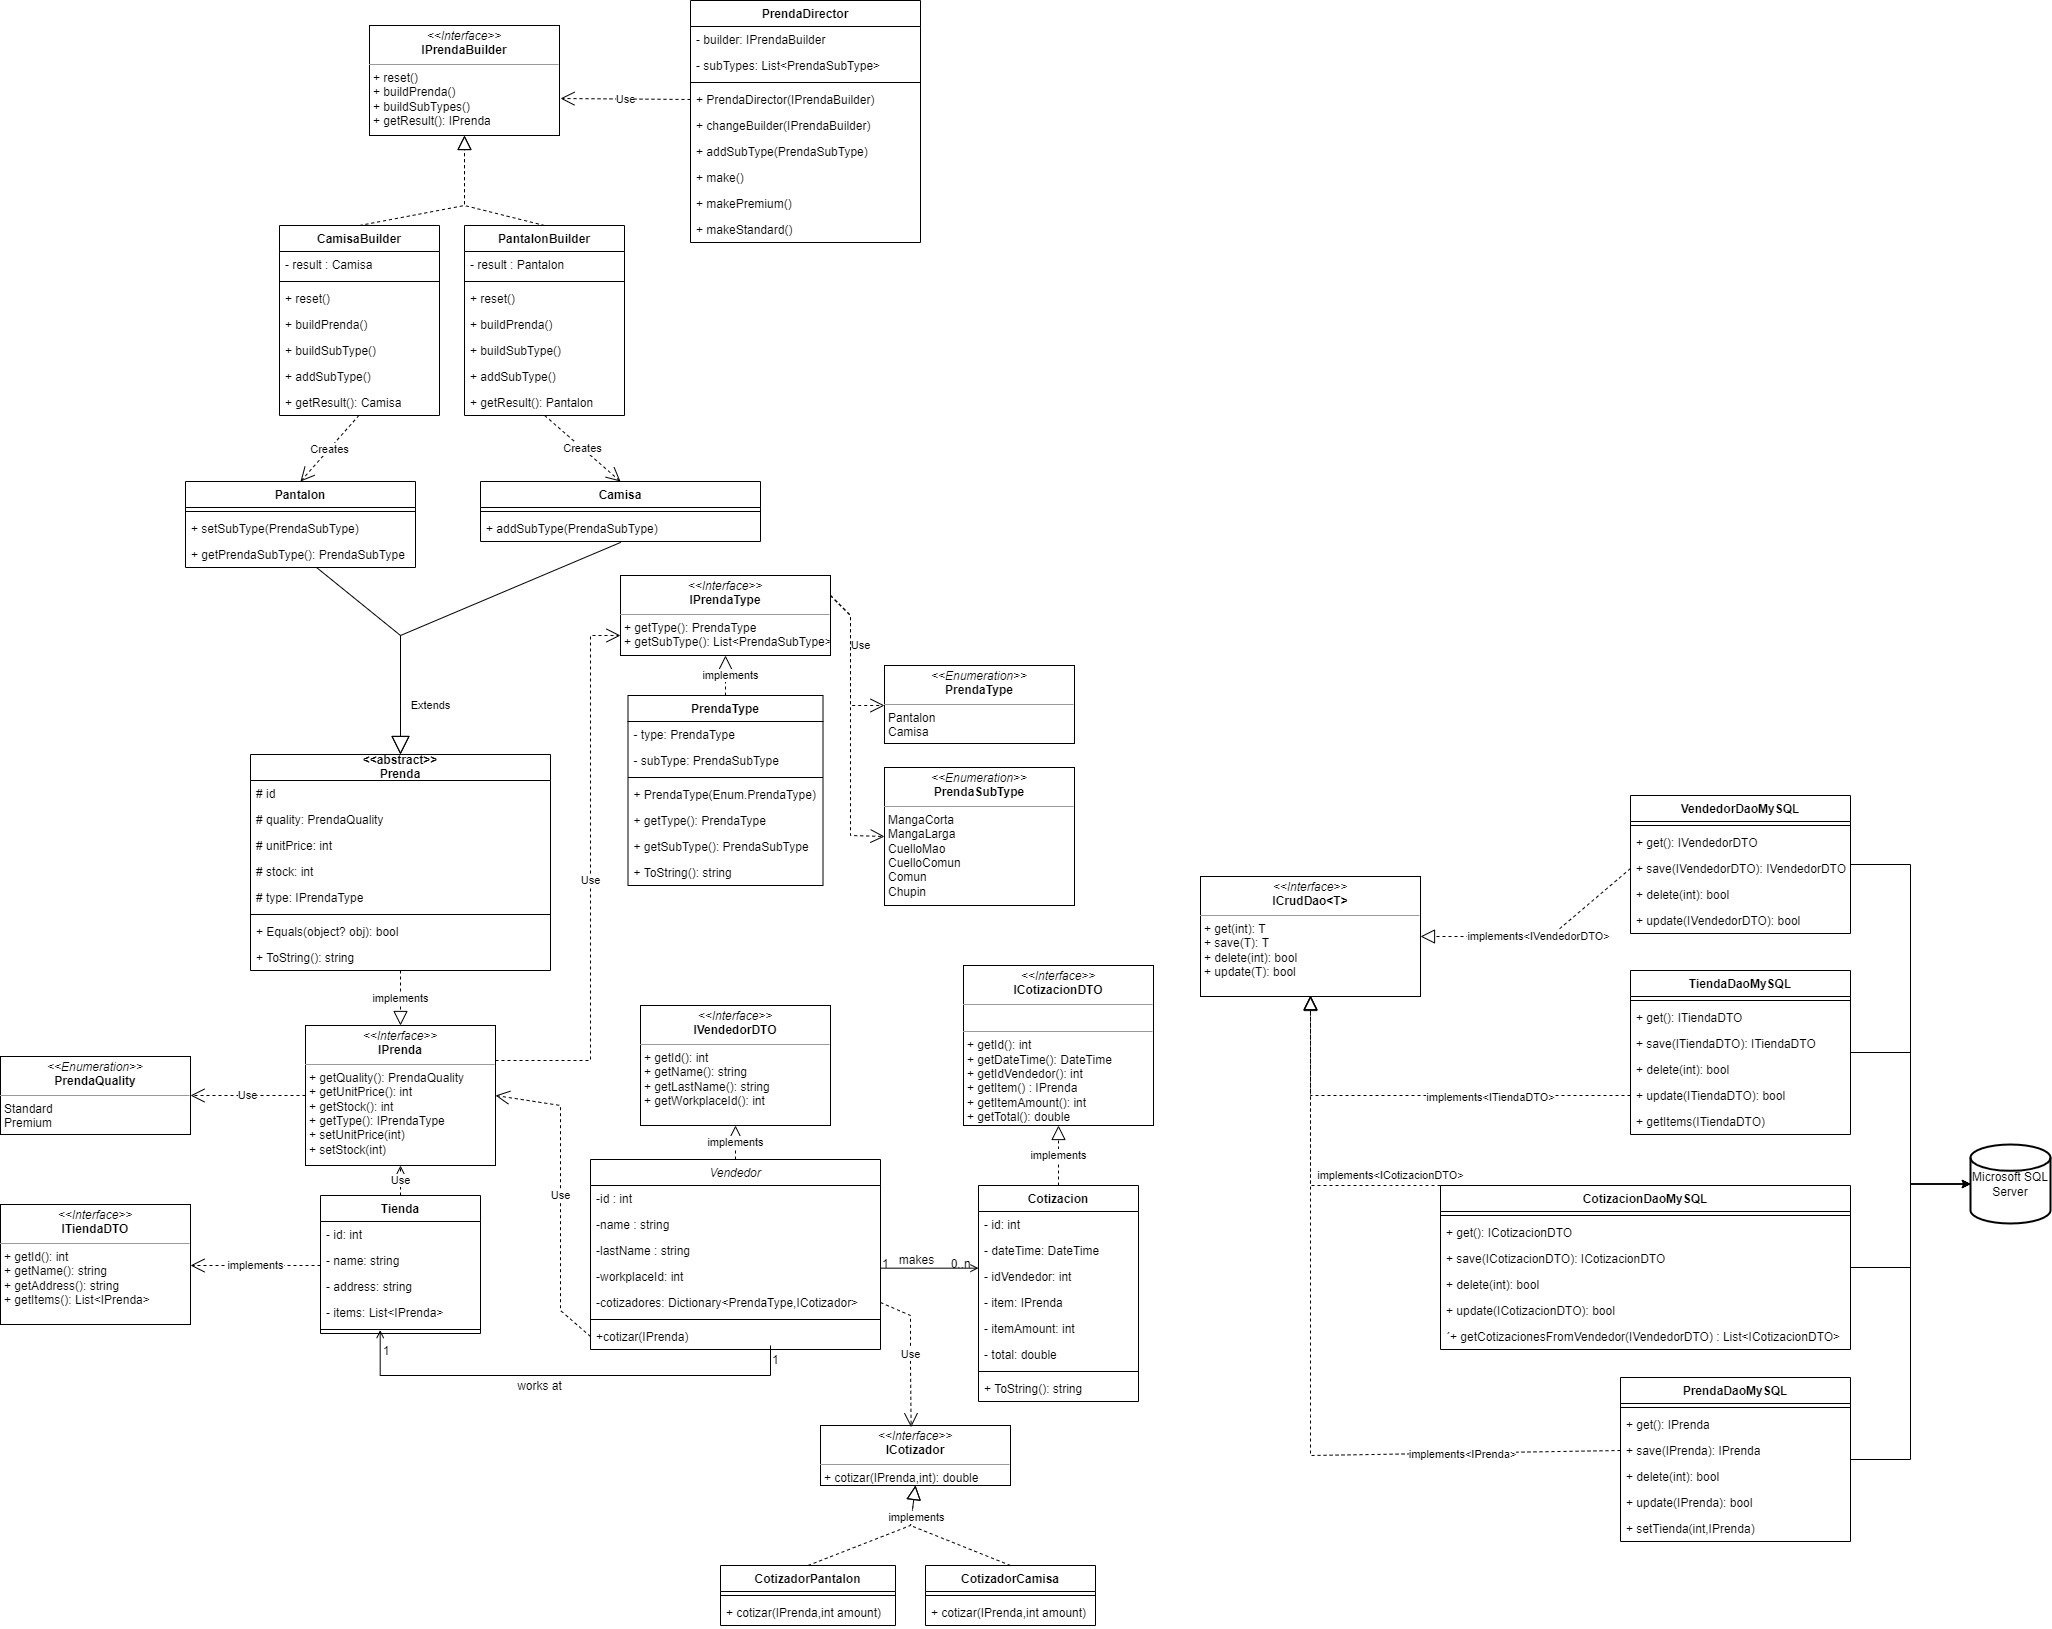 <<Interface>>
IPrendaBuilder
+ reset()
+ buildPrenda()
+ buildSubTypes()
+ getResult(): IPrenda
PrendaDirector
- builder: IPrendaBuilder
- subTypes: List<PrendaSubType>
+ PrendaDirector(IPrendaBuilder)
+ changeBuilder(IPrendaBuilder)
+ addSubType(PrendaSubType)
+ make()
+ makePremium()
+ makeStandard()
Use
CamisaBuilder
- result : Camisa
+ reset()
+ buildPrenda()
+ buildSubType()
+ addSubType()
+ getResult(): Camisa
PantalonBuilder
- result : Pantalon
+ reset()
+ buildPrenda()
+ buildSubType()
+ addSubType()
+ getResult(): Pantalon
Creates
Creates
Pantalon
+ setSubType(PrendaSubType)
+ getPrendaSubType(): PrendaSubType
Camisa
+ addSubType(PrendaSubType)
Extends
<<Interface>>
IPrendaType
+ getType(): PrendaType
+ getSubType(): List<PrendaSubType>
Use
implements
PrendaType
- type: PrendaType
- subType: PrendaSubType
+ PrendaType(Enum.PrendaType)
+ getType(): PrendaType
+ getSubType(): PrendaSubType
+ ToString(): string
<<Enumeration>>
PrendaType
Pantalon
Camisa
<<Enumeration>>
PrendaSubType
MangaCorta
MangaLarga
CuelloMao
CuelloComun
Comun
Chupin
<<abstract>>
Prenda
# id
# quality: PrendaQuality
# unitPrice: int
# stock: int
# type: IPrendaType
+ Equals(object? obj): bool
+ ToString(): string
Use
implements
<<Interface>>
IPrenda
+ getQuality(): PrendaQuality
+ getUnitPrice(): int
+ getStock(): int
+ getType(): IPrendaType
+ setUnitPrice(int)
+ setStock(int)
<<Enumeration>>
PrendaQuality
Standard
Premium
Use
Use
<<Interface>>
ITiendaDTO
+ getId(): int
+ getName(): string
+ getAddress(): string
+ getItems(): List<IPrenda>
implements
Tienda
- id: int
- name: string
- address: string
- items: List<IPrenda>
1
works at
1
<<Interface>>
IVendedorDTO
+ getId(): int
+ getName(): string
+ getLastName(): string
+ getWorkplaceId(): int
implements
Use
Vendedor
-id : int
-name : string
-lastName : string
-workplaceId: int
-cotizadores: Dictionary<PrendaType,ICotizador>
+cotizar(IPrenda)
1
makes
0..n
<<Interface>>
ICotizacionDTO
+ getId(): int
+ getDateTime(): DateTime
+ getIdVendedor(): int
+ getItem() : IPrenda
+ getItemAmount(): int
+ getTotal(): double
implements
Cotizacion
- id: int
- dateTime: DateTime
- idVendedor: int
- item: IPrenda
- itemAmount: int
- total: double
+ ToString(): string
Use
<<Interface>>
ICotizador
+ cotizar(IPrenda,int): double
implements
CotizadorPantalon
+ cotizar(IPrenda,int amount)
CotizadorCamisa
+ cotizar(IPrenda,int amount)
<<Interface>>
ICrudDao<T>
+ get(int): T
+ save(T): T
+ delete(int): bool
+ update(T): bool
implements<IVendedorDTO>
VendedorDaoMySQL
+ get(): IVendedorDTO
+ save(IVendedorDTO): IVendedorDTO
+ delete(int): bool
+ update(IVendedorDTO): bool
implements<ITiendaDTO>
TiendaDaoMySQL
+ get(): ITiendaDTO
+ save(ITiendaDTO): ITiendaDTO
+ delete(int): bool
+ update(ITiendaDTO): bool
+ getItems(ITiendaDTO)
implements<ICotizacionDTO>
CotizacionDaoMySQL
+ get(): ICotizacionDTO
+ save(ICotizacionDTO): ICotizacionDTO
+ delete(int): bool
+ update(ICotizacionDTO): bool
´+ getCotizacionesFromVendedor(IVendedorDTO) : List<ICotizacionDTO>
implements<IPrenda>
PrendaDaoMySQL
+ get(): IPrenda
+ save(IPrenda): IPrenda
+ delete(int): bool
+ update(IPrenda): bool
+ setTienda(int,IPrenda)
Microsoft SQL
Server